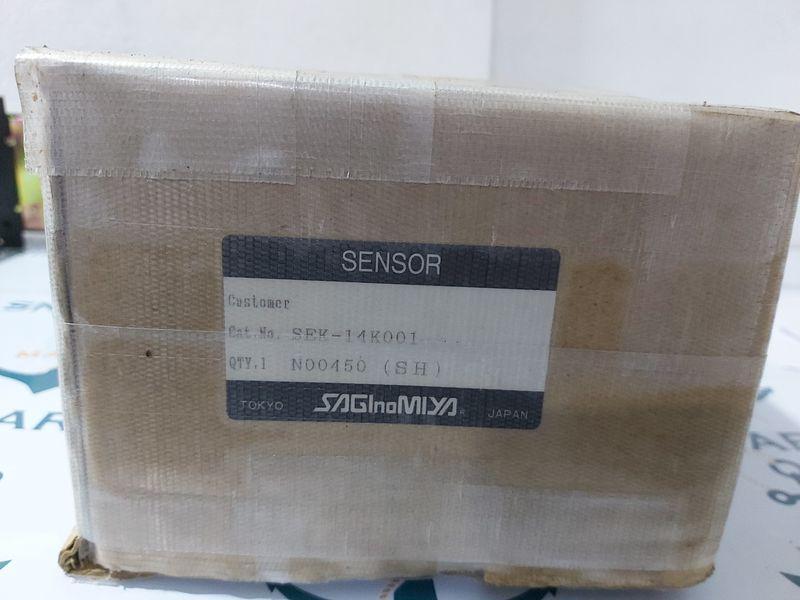 SENSOR
Customer
Cat.No. SEK-14K001
QTY.1 N00450 (SH)
TOKYO SAGInoMIYA® JAPAN